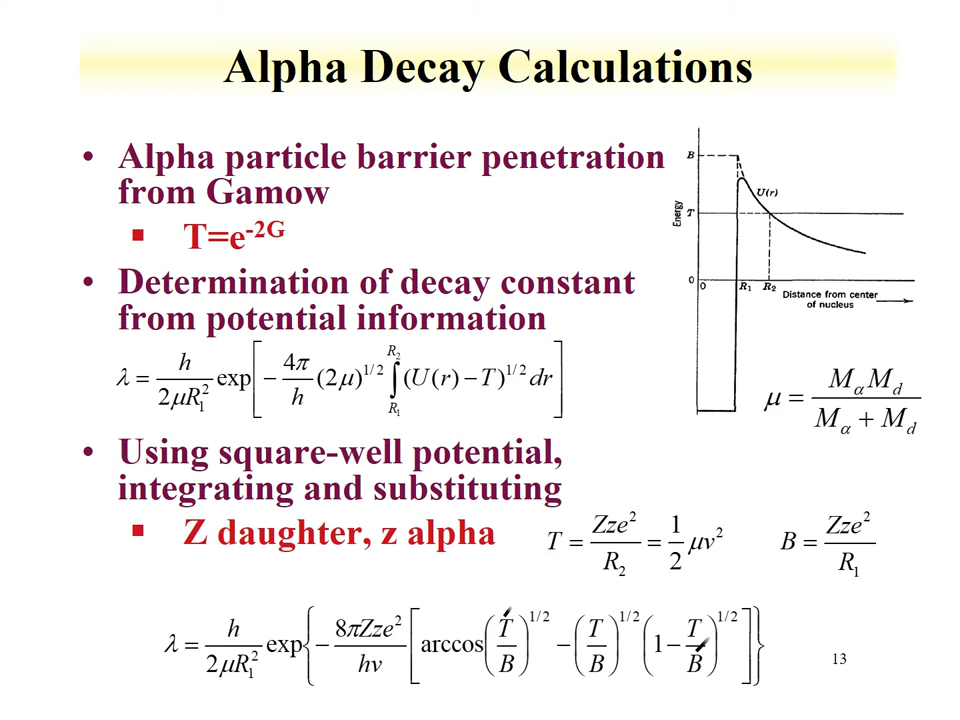 Alpha Decay Calculations
• Alpha particle barrier penetration
from Gamow
▪ T=e^-2G
• Determination of decay constant
from potential information
λ = h / 2μR₁² exp[ − 4π/h (2μ)^1/2 ∫_R₁^R₂ (U(r) − T)^1/2 dr ]
B
U(r)
T
Energy
0
0 R₁ R₂
Distance from center
of nucleus
μ = M_α M_d / M_α + M_d
• Using square-well potential,
integrating and substituting
▪ Z daughter, z alpha
T = Zze² / R₂ = 1/2 μv²
B = Zze² / R₁
λ = h / 2μR₁² exp{ − 8πZze² / hv [ arccos (T/B)^1/2 − (T/B)^1/2 (1 − T/B)^1/2 ] }
13